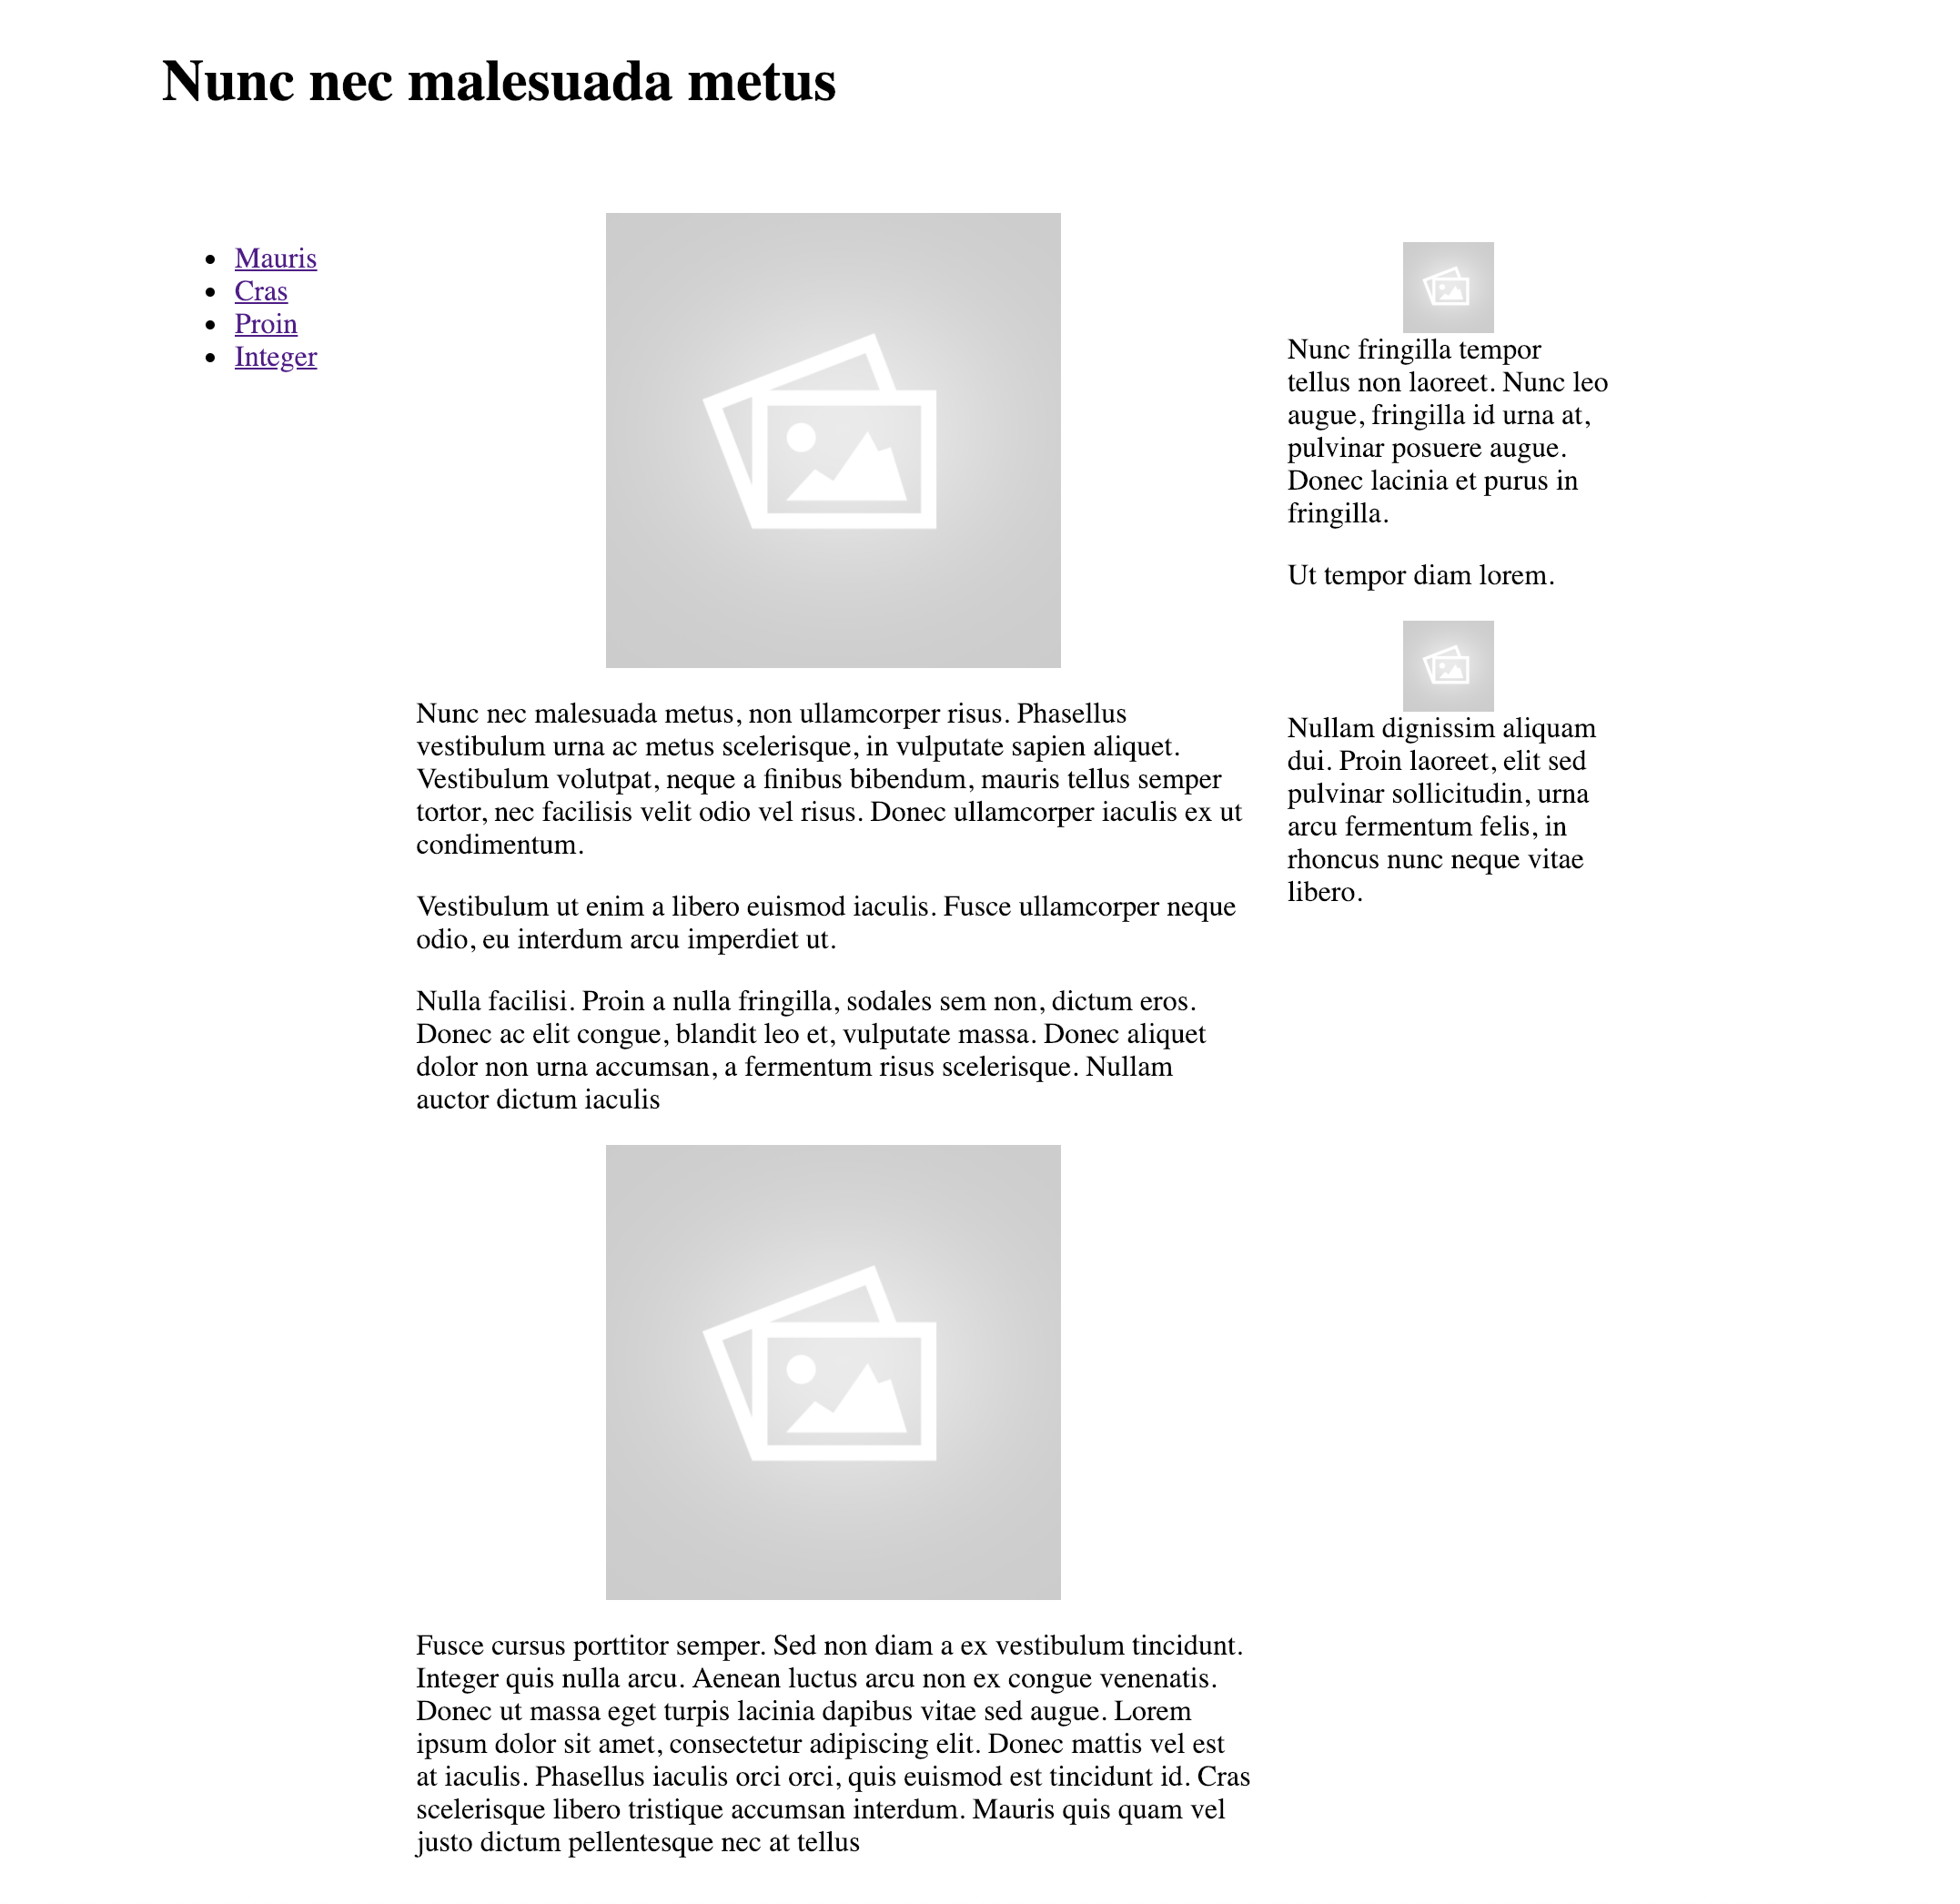 Nunc nec malesuada metus
Mauris
Cras
Proin
Integer
Nunc nec malesuada metus, non ullamcorper risus. Phasellus
vestibulum urna ac metus scelerisque, in vulputate sapien aliquet.
Vestibulum volutpat, neque a finibus bibendum, mauris tellus semper
tortor, nec facilisis velit odio vel risus. Donec ullamcorper iaculis ex ut
condimentum.
Vestibulum ut enim a libero euismod iaculis. Fusce ullamcorper neque
odio, eu interdum arcu imperdiet ut.
Nulla facilisi. Proin a nulla fringilla, sodales sem non, dictum eros.
Donec ac elit congue, blandit leo et, vulputate massa. Donec aliquet
dolor non urna accumsan, a fermentum risus scelerisque. Nullam
auctor dictum iaculis
Fusce cursus porttitor semper. Sed non diam a ex vestibulum tincidunt.
Integer quis nulla arcu. Aenean luctus arcu non ex congue venenatis.
Donec ut massa eget turpis lacinia dapibus vitae sed augue. Lorem
ipsum dolor sit amet, consectetur adipiscing elit. Donec mattis vel est
at iaculis. Phasellus iaculis orci orci, quis euismod est tincidunt id. Cras
scelerisque libero tristique accumsan interdum. Mauris quis quam vel
justo dictum pellentesque nec at tellus
Nunc fringilla tempor
tellus non laoreet. Nunc leo
augue, fringilla id urna at,
pulvinar posuere augue.
Donec lacinia et purus in
fringilla.
Ut tempor diam lorem.
Nullam dignissim aliquam
dui. Proin laoreet, elit sed
pulvinar sollicitudin, urna
arcu fermentum felis, in
rhoncus nunc neque vitae
libero.